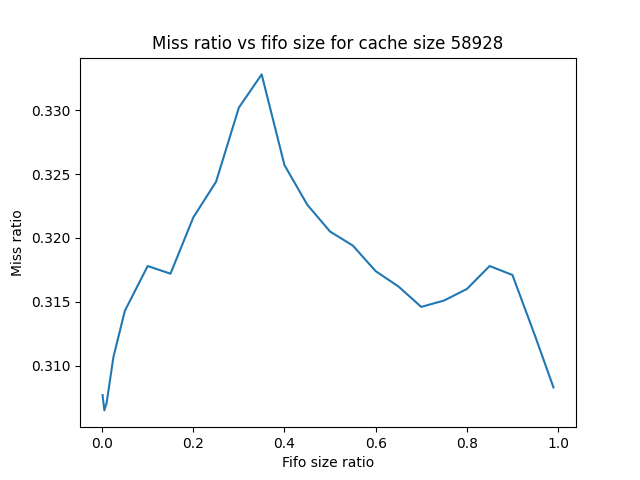 Miss ratio vs fifo size for cache size 58928
0.330
0.325
0.320
0.315
0.310
Miss ratio
0.0 0.2 0.4 0.6 0.8 1.0
Fifo size ratio